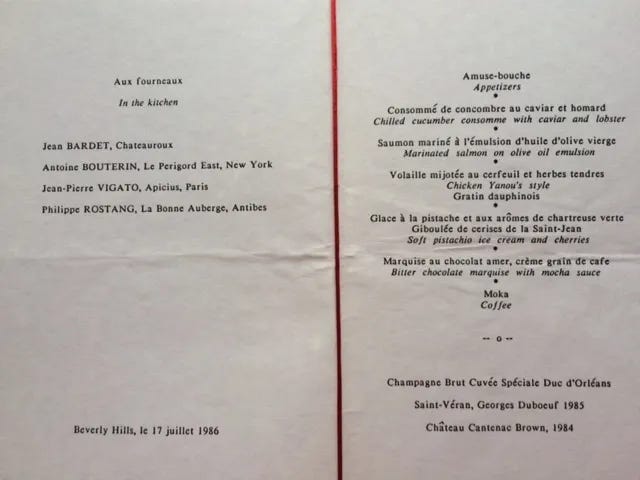 Aux fourneaux
In the kitchen
Jean BARDET, Chateauroux
Antoine BOUTERIN, Le Perigord East, New York
Jean-Pierre VIGATO, Apicius, Paris
Philippe ROSTANG, La Bonne Auberge, Antibes
Beverly Hills, le 17 juillet 1986
Amuse-bouche
Appetizers
Consommé de concombre au caviar et homard
Chilled cucumber consomme with caviar and lobster
Saumon mariné à l'émulsion d'huile d'olive vierge
Marinated salmon on olive oil emulsion
Volaille mijotée au cerfeuil et herbes tendres
Chicken Yanou's style
Gratin dauphinois
Glace à la pistache et aux arômes de chartreuse verte
Giboulée de cerises de la Saint-Jean
Soft pistachio ice cream and cherries
Marquise au chocolat amer, crème grain de cafe
Bitter chocolate marquise with mocha sauce
Moka
Coffee
-- o --
Champagne Brut Cuvée Spéciale Duc d'Orléans
Saint-Véran, Georges Duboeuf 1985
Château Cantenac Brown, 1984